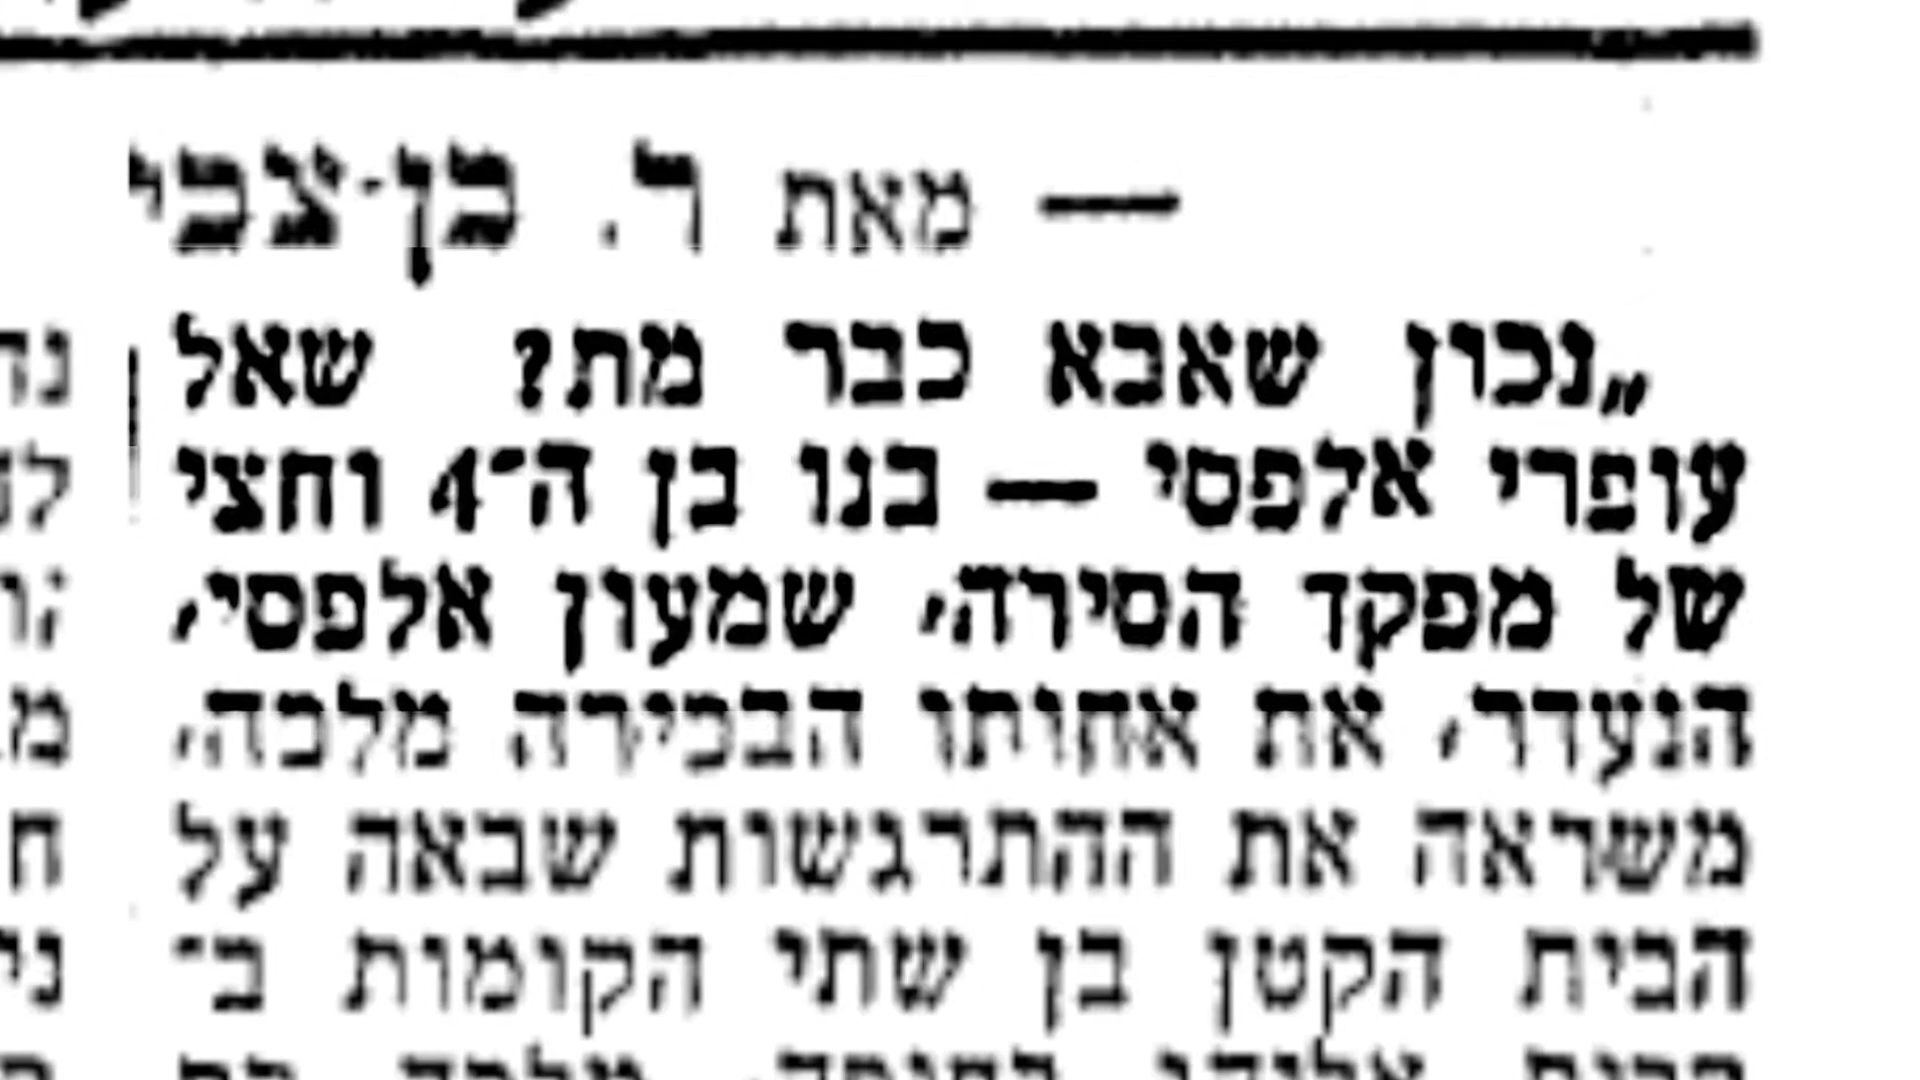 — מאת ר. בן־צבי
„נכון שאבא כבר מת? שאל
עופרי אלפסי — בנו בן ה־4 וחצי
של מפקד הסירה, שמעון אלפסי,
הנעדר, את אחותו הבכירה מלכה,
משראה את ההתרגשות שבאה על
הבית הקטן בן שתי הקומות ב־